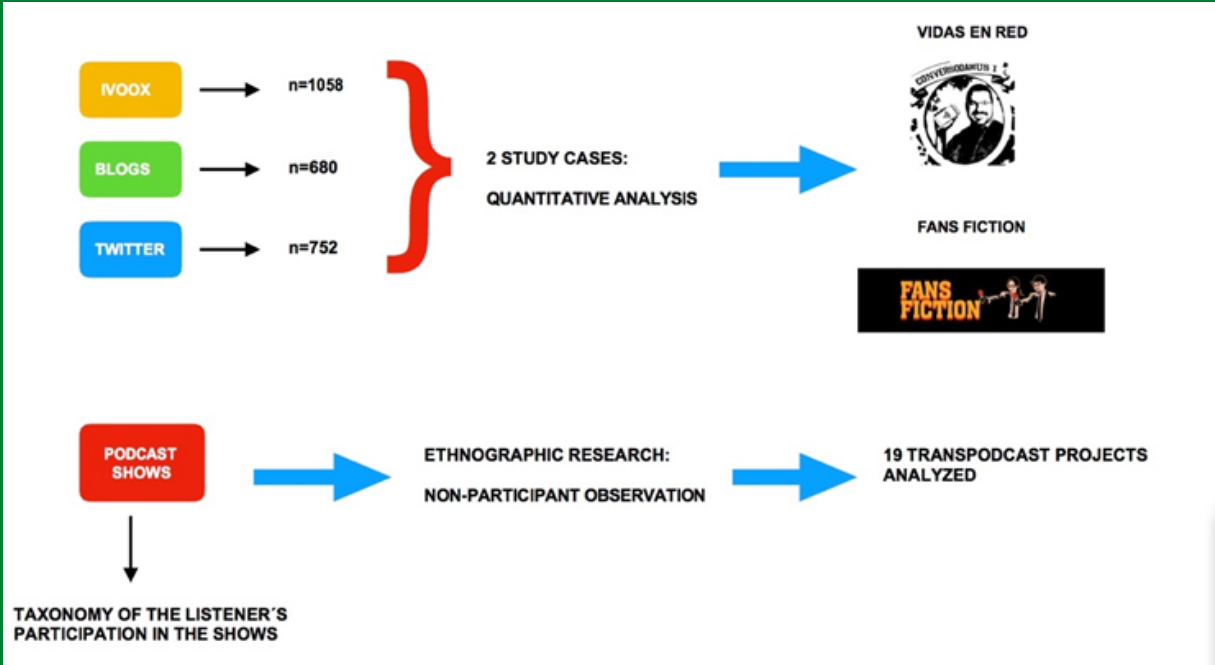 VIDAS EN RED
CONVERSODAMUS I
IVOOX
n=1058
BLOGS
n=680
TWITTER
n=752
2 STUDY CASES:
QUANTITATIVE ANALYSIS
FANS FICTION
FANS
FICTION
PODCAST
SHOWS
ETHNOGRAPHIC RESEARCH:
NON-PARTICIPANT OBSERVATION
19 TRANSPODCAST PROJECTS
ANALYZED
TAXONOMY OF THE LISTENER´S
PARTICIPATION IN THE SHOWS